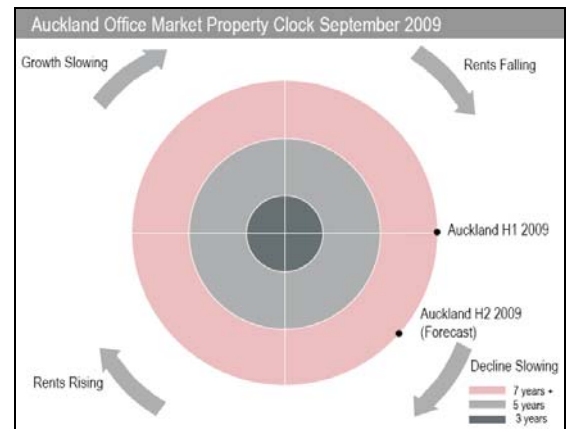 Auckland Office Market Property Clock September 2009
Growth Slowing
Rents Falling
Auckland H1 2009
Auckland H2 2009
(Forecast)
Decline Slowing
Rents Rising
7 years +
5 years
3 years